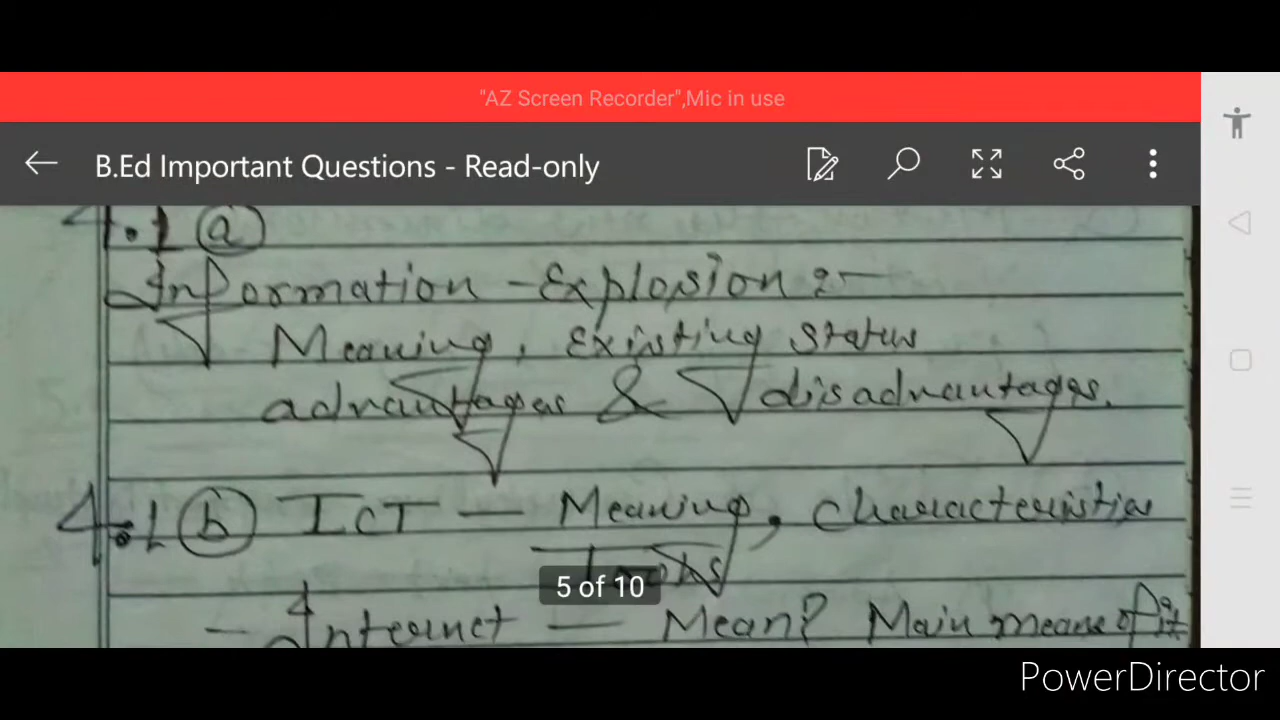 "AZ Screen Recorder",Mic in use
B.Ed Important Questions - Read-only
4.1 (a)
Information - Explosion :-
Meaning, Existing status
advantages & disadvantages.
4.1 (b) ICT — Meaning, Characteristics
Tools
5 of 10
- Internet — Mean? Main means of it
PowerDirector